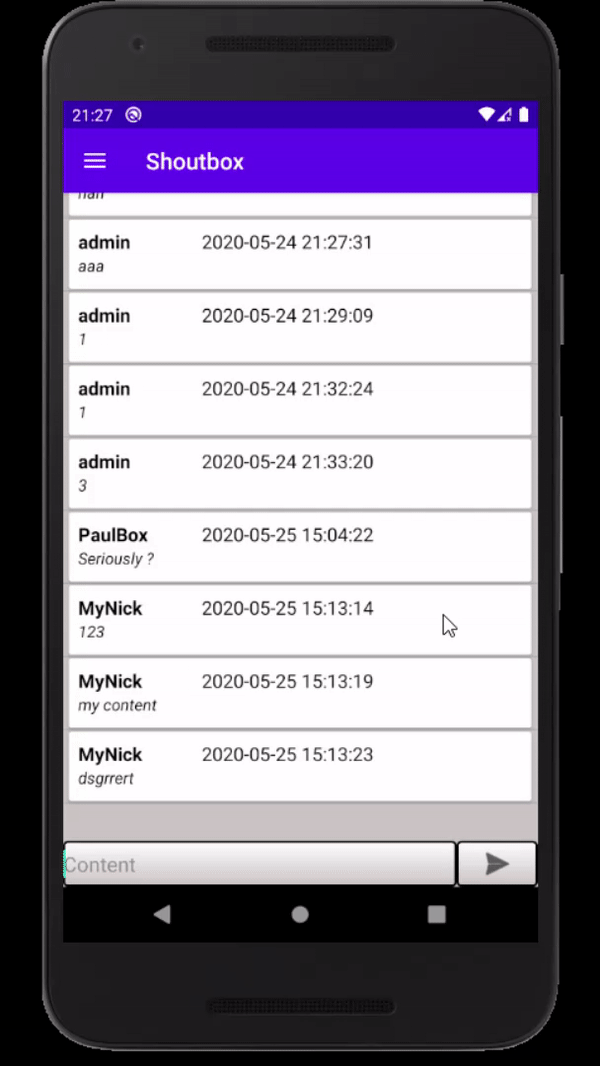 21:27
Shoutbox
admin 2020-05-24 21:27:31
aaa
admin 2020-05-24 21:29:09
1
admin 2020-05-24 21:32:24
1
admin 2020-05-24 21:33:20
3
PaulBox 2020-05-25 15:04:22
Seriously ?
MyNick 2020-05-25 15:13:14
123
MyNick 2020-05-25 15:13:19
my content
MyNick 2020-05-25 15:13:23
dsgrrert
Content